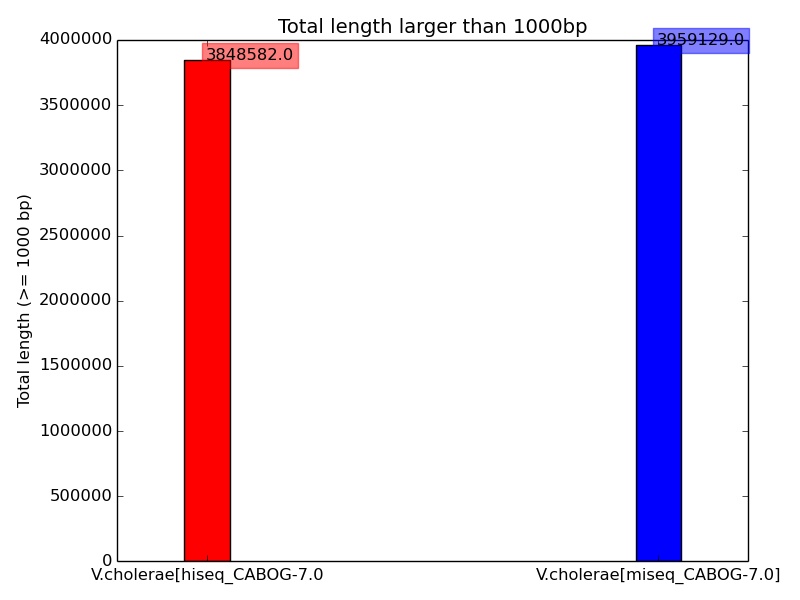 Total length larger than 1000bp
Total length (>= 1000 bp)
4000000
3500000
3000000
2500000
2000000
1500000
1000000
500000
0
3848582.0
3959129.0
V.cholerae[hiseq_CABOG-7.0
V.cholerae[miseq_CABOG-7.0]